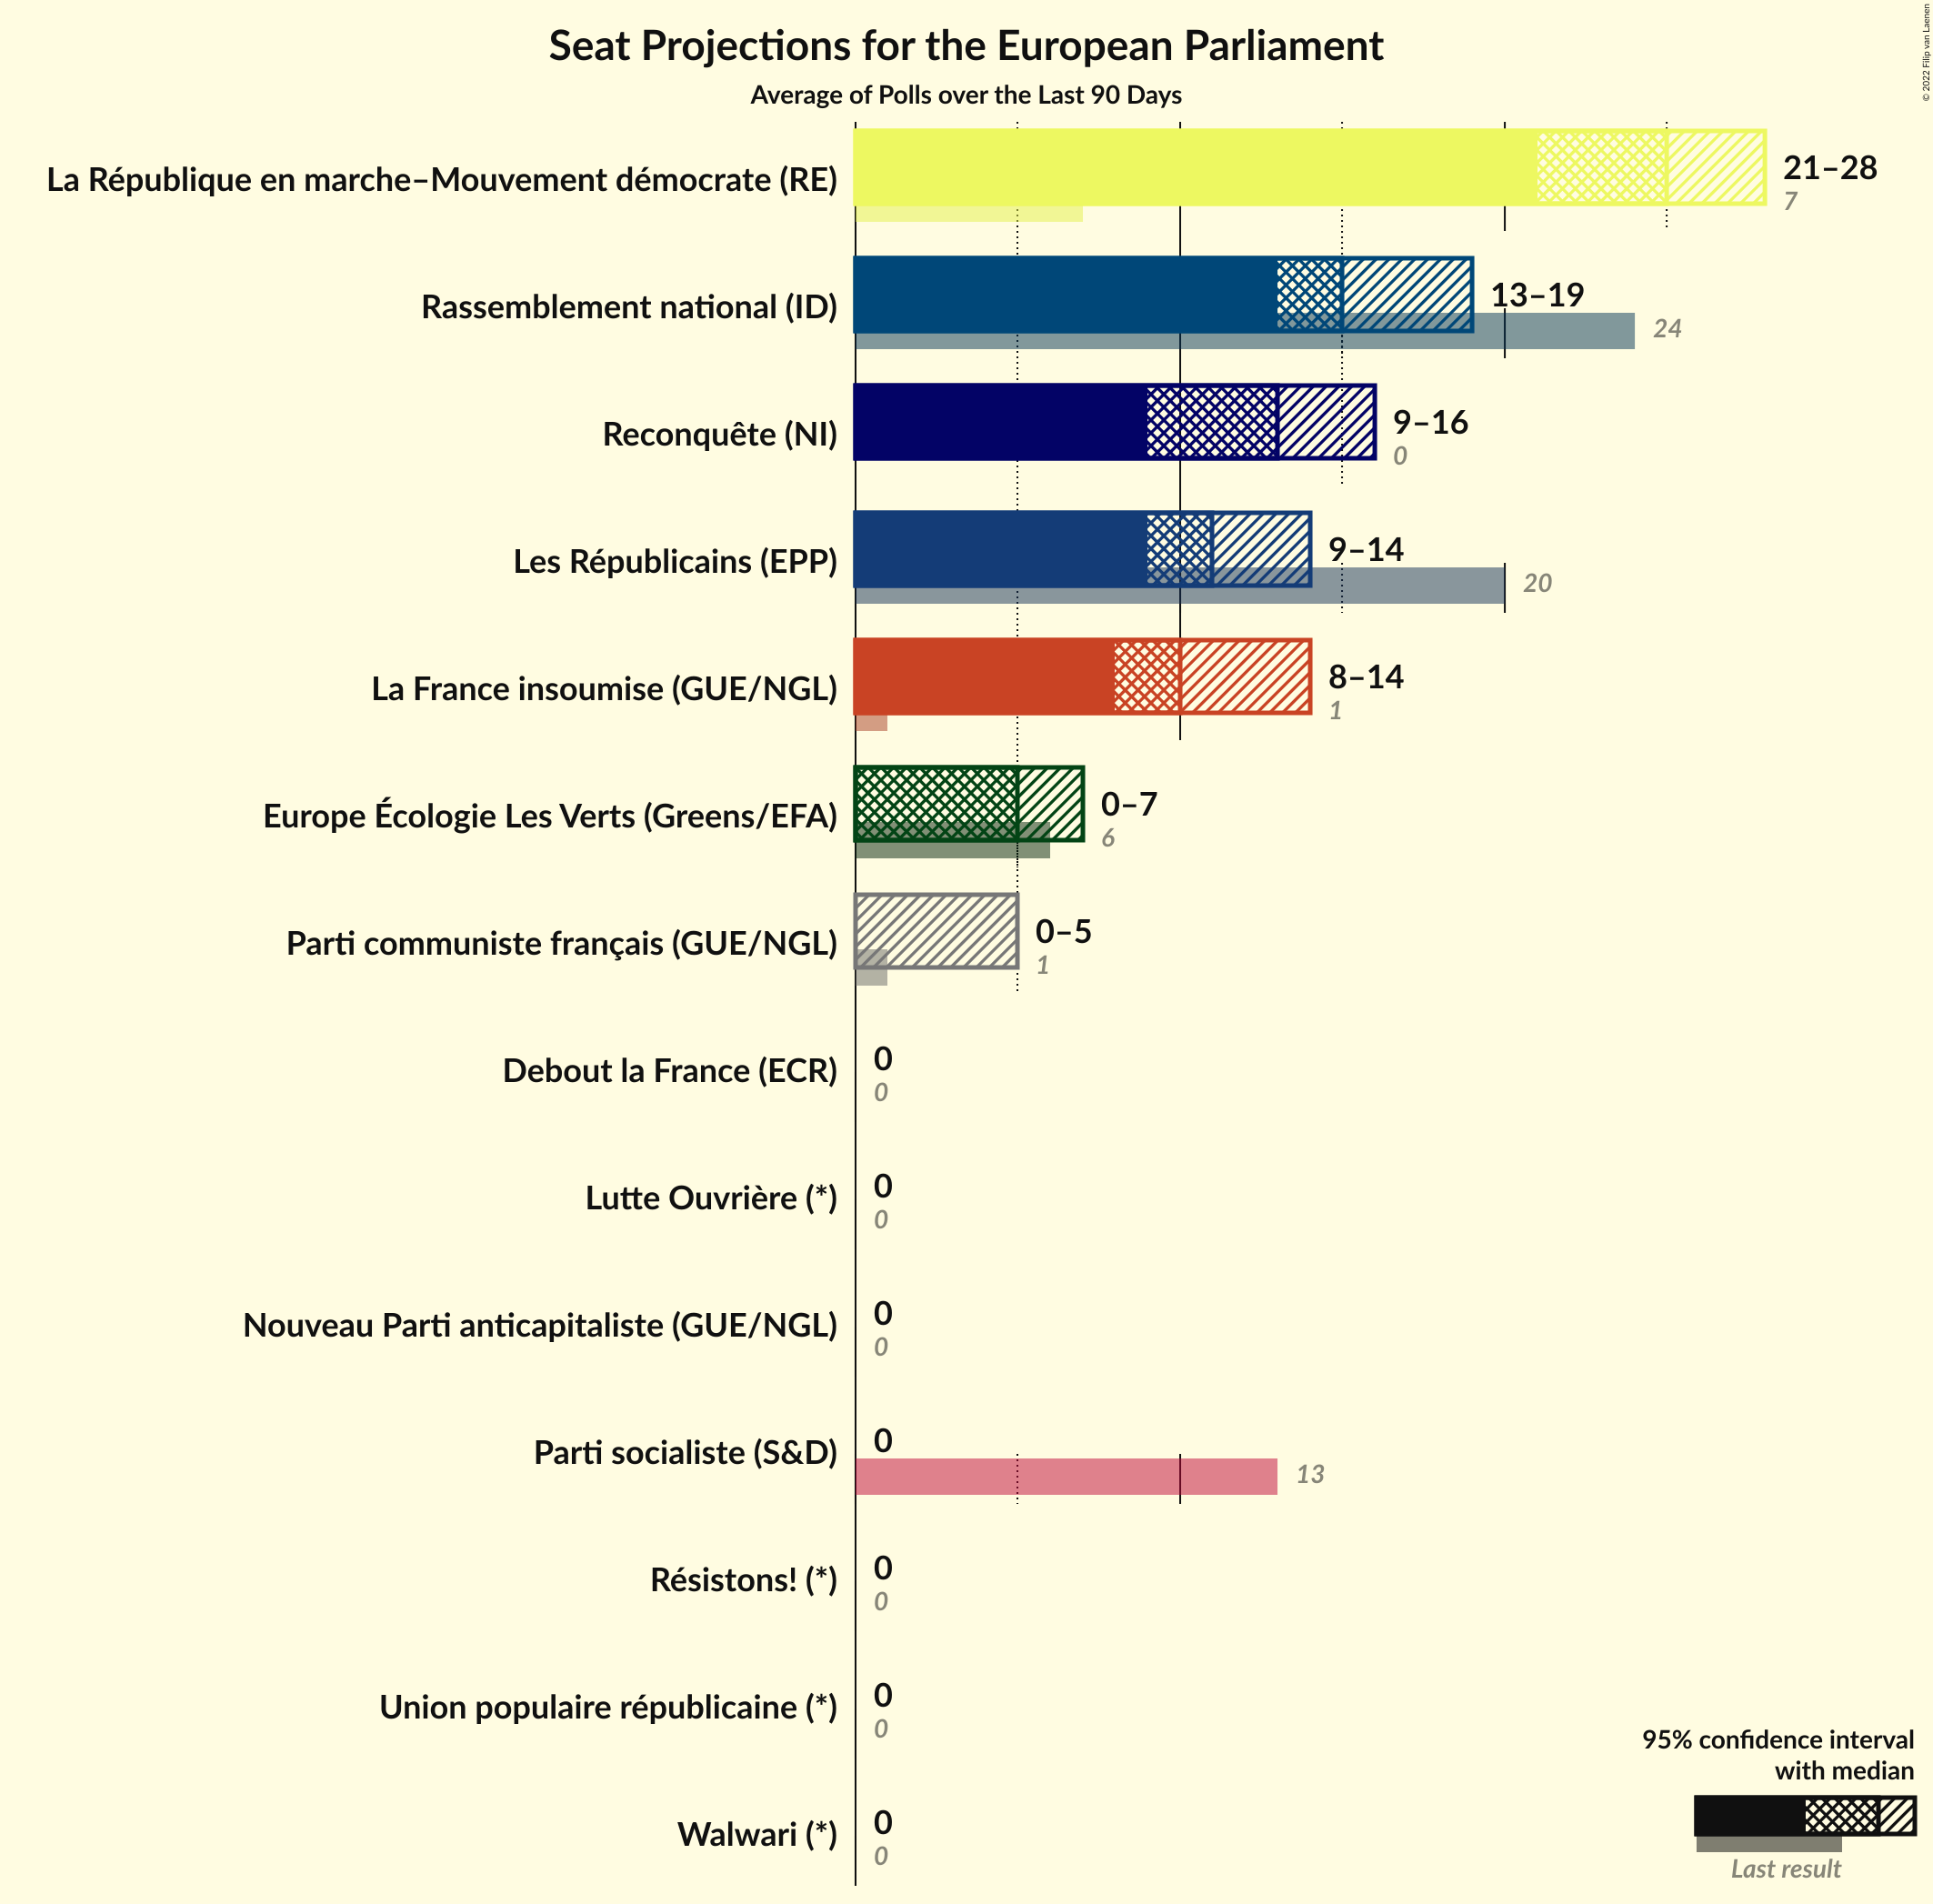 Seat Projections for the European Parliament
Average of Polls over the Last 90 Days
© 2022 Filip van Laenen
La République en marche–Mouvement démocrate (RE)
21–28
7
Rassemblement national (ID)
13–19
24
Reconquête (NI)
9–16
0
Les Républicains (EPP)
9–14
20
La France insoumise (GUE/NGL)
8–14
1
Europe Écologie Les Verts (Greens/EFA)
0–7
6
Parti communiste français (GUE/NGL)
0–5
1
Debout la France (ECR)
0
0
Lutte Ouvrière (*)
0
0
Nouveau Parti anticapitaliste (GUE/NGL)
0
0
Parti socialiste (S&D)
0
13
Résistons! (*)
0
0
Union populaire républicaine (*)
0
0
Walwari (*)
0
0
95% confidence interval
with median
Last result